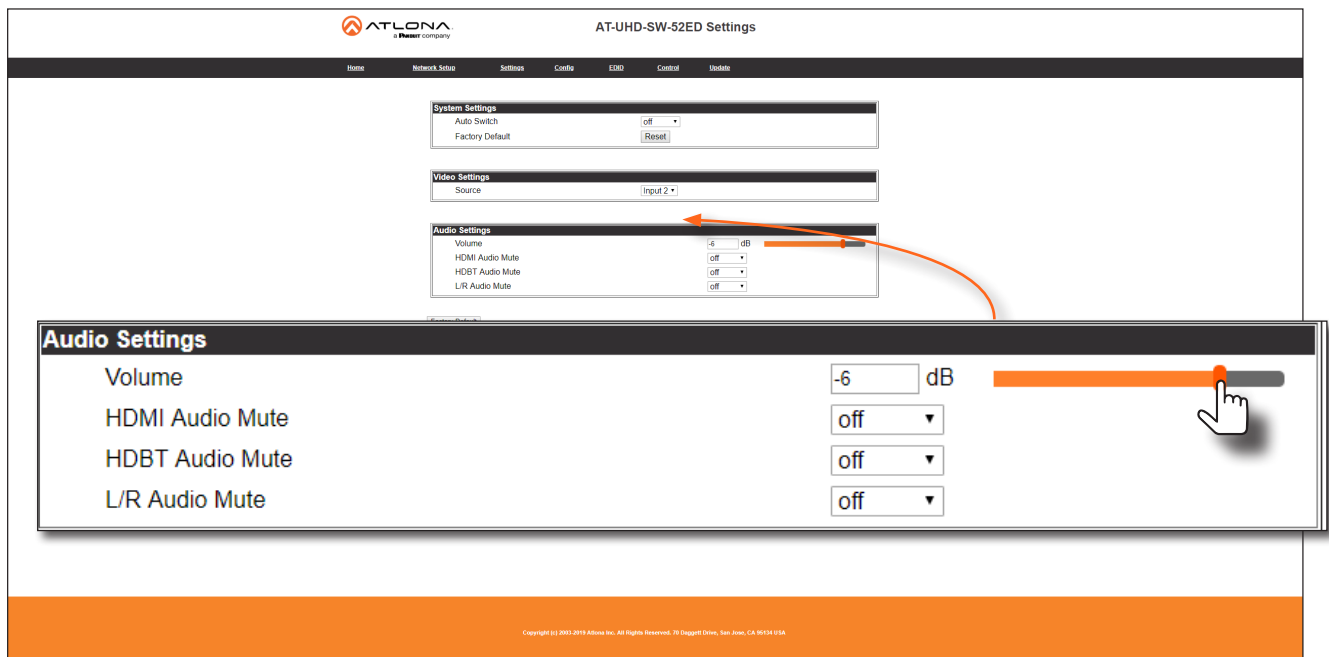 ATLONA.
a PANDUIT company
AT-UHD-SW-52ED Settings
Home Network Setup Settings Config EDID Control Update
System Settings
Auto Switch off
Factory Default Reset
Video Settings
Source Input 2
Audio Settings
Volume -6 dB
HDMI Audio Mute off
HDBT Audio Mute off
L/R Audio Mute off
Audio Settings
Volume -6 dB
HDMI Audio Mute off
HDBT Audio Mute off
L/R Audio Mute off
Copyright (c) 2003-2019 Atlona Inc. All Rights Reserved. 70 Daggett Drive, San Jose, CA 95134 USA